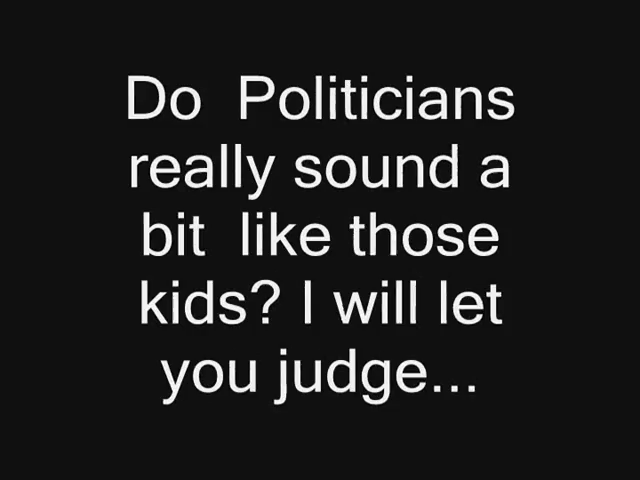 Do  Politicians
really sound a
bit  like those
kids? I will let
you judge...